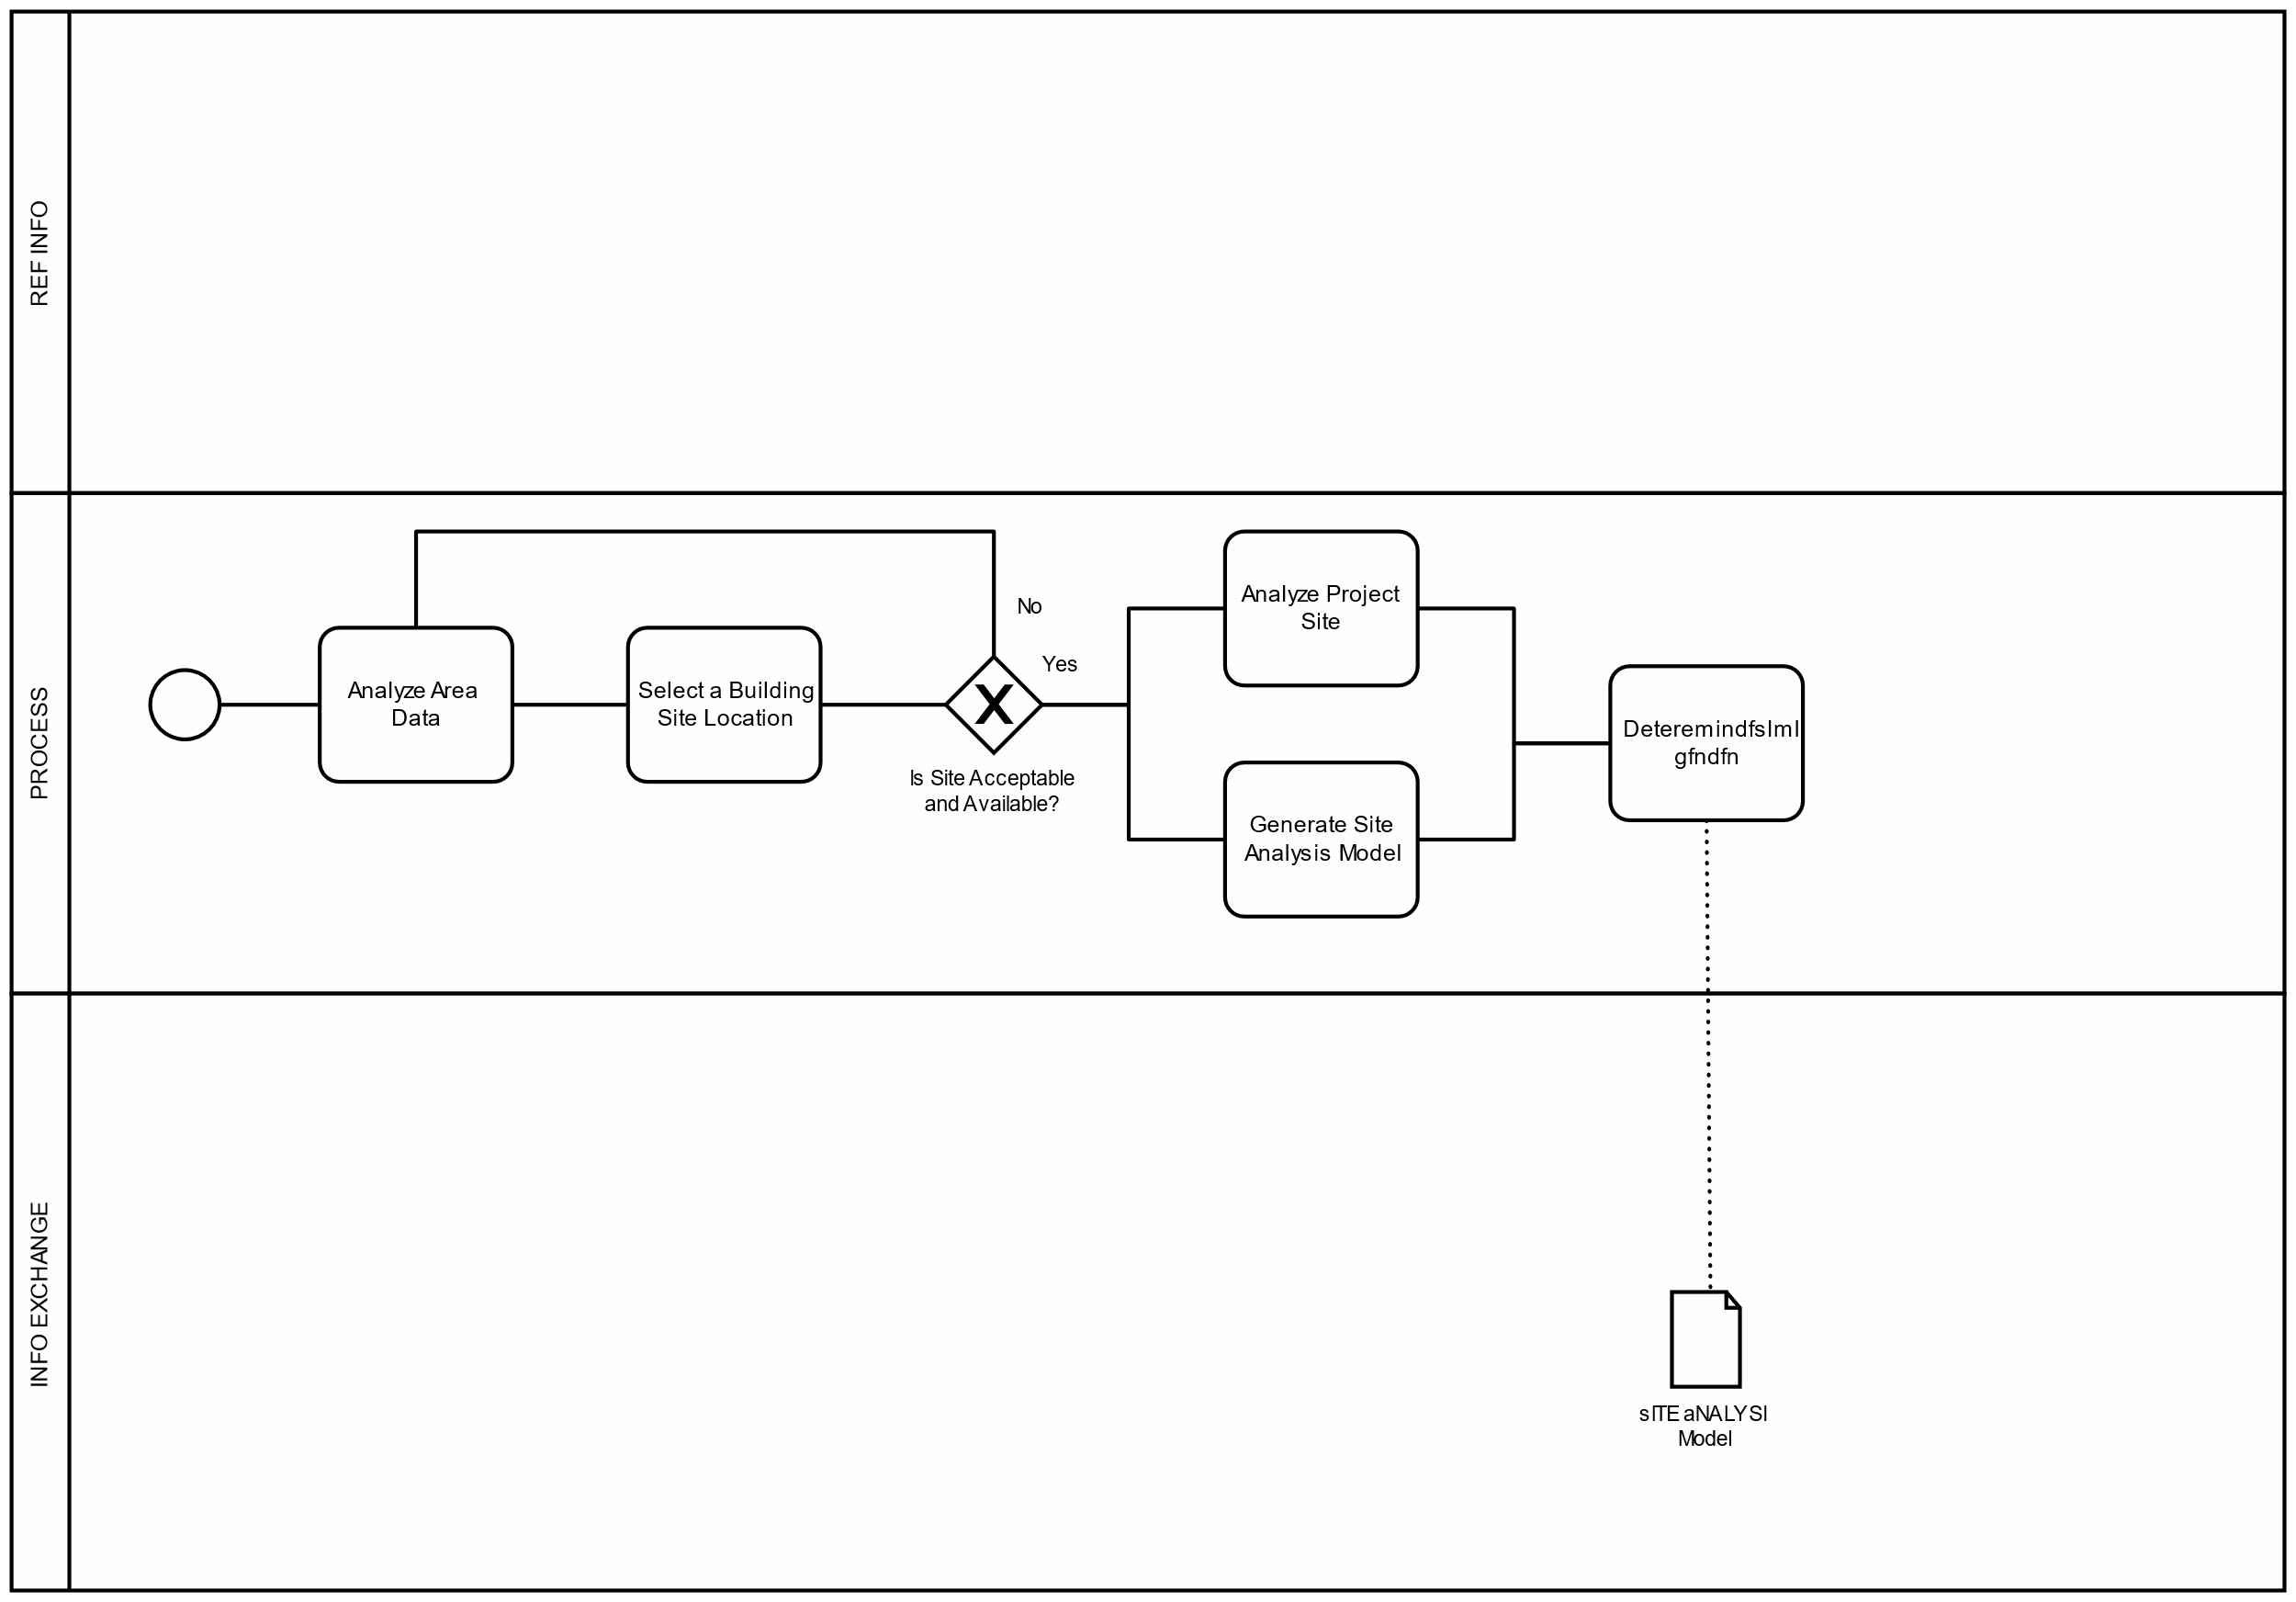 REF INFO
PROCESS
INFO EXCHANGE
Analyze Area
Data
Select a Building
Site Location
No
Yes
X
Is Site Acceptable
and Available?
Analyze Project
Site
Generate Site
Analysis Model
DeteremindfsIml
gfndfn
sITE aNALYSI
Model